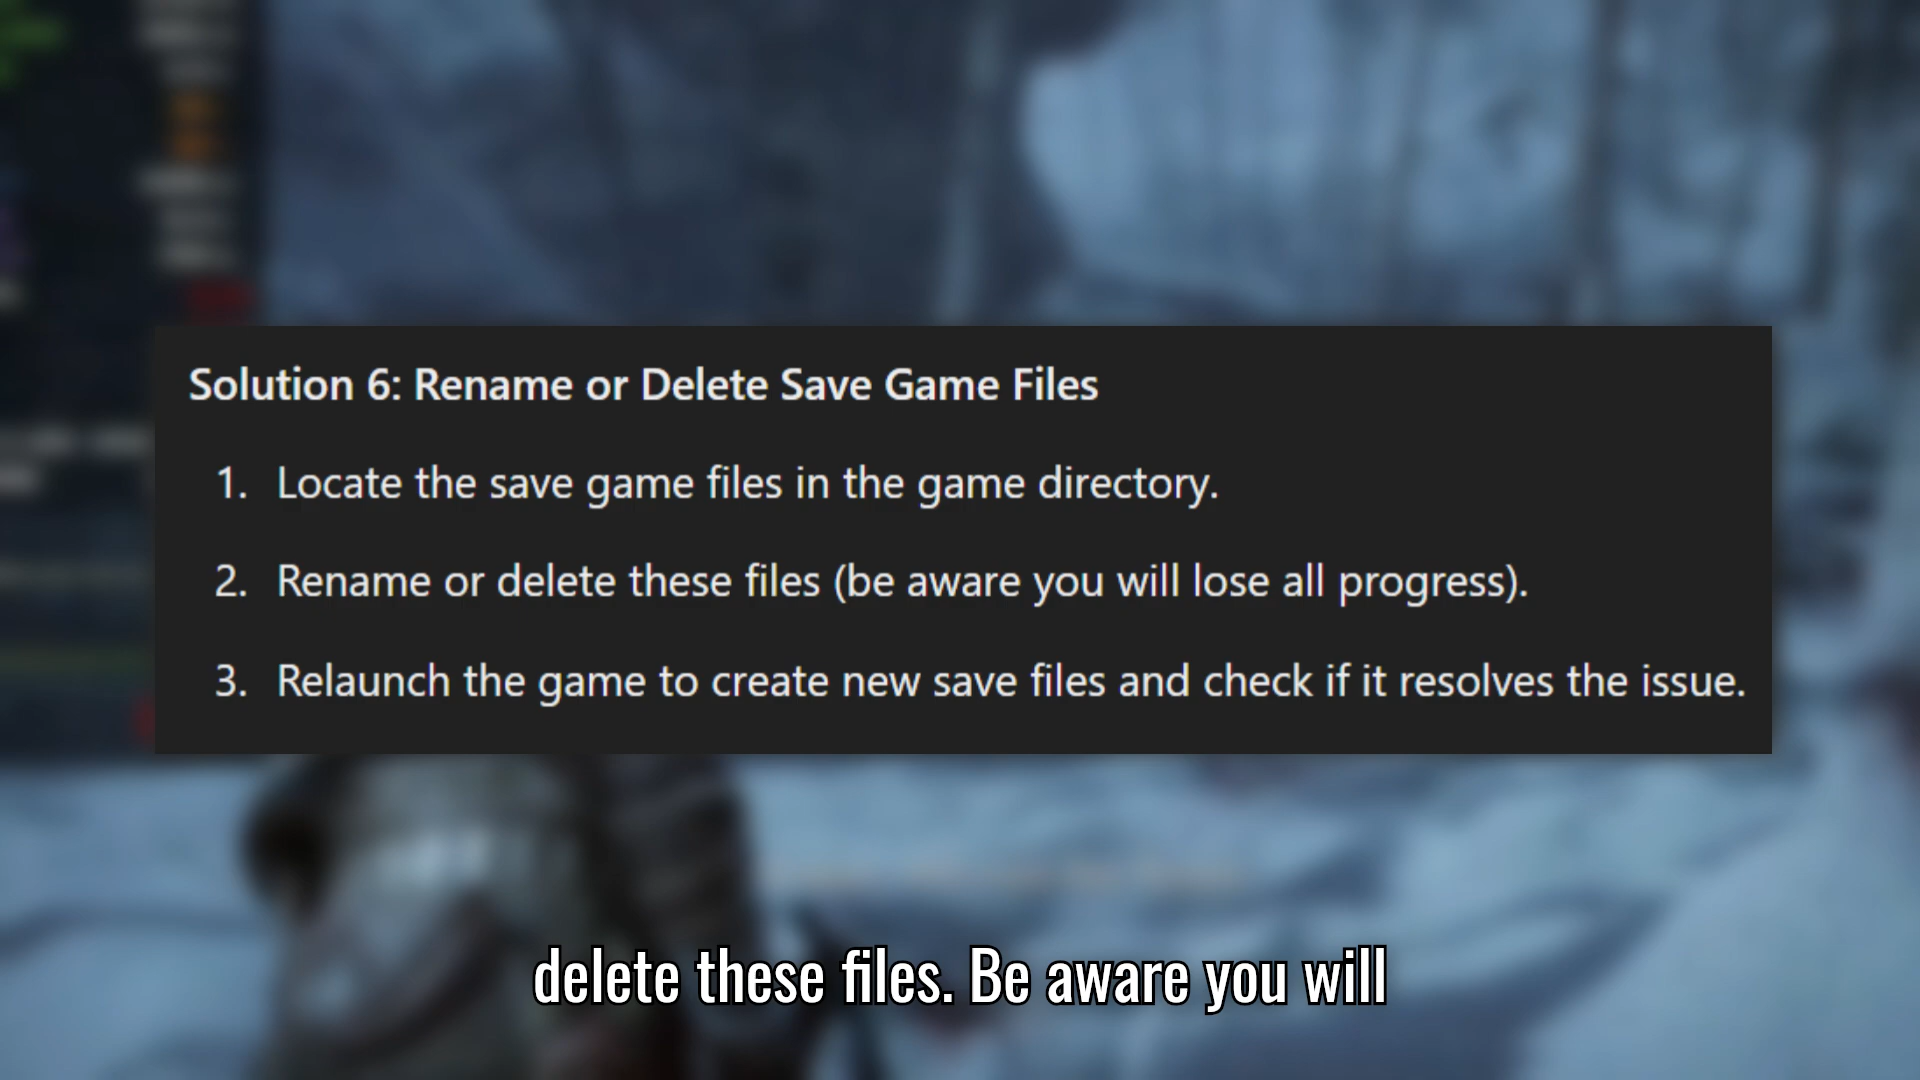 Solution 6: Rename or Delete Save Game Files
1. Locate the save game files in the game directory.
2. Rename or delete these files (be aware you will lose all progress).
3. Relaunch the game to create new save files and check if it resolves the issue.
delete these files. Be aware you will